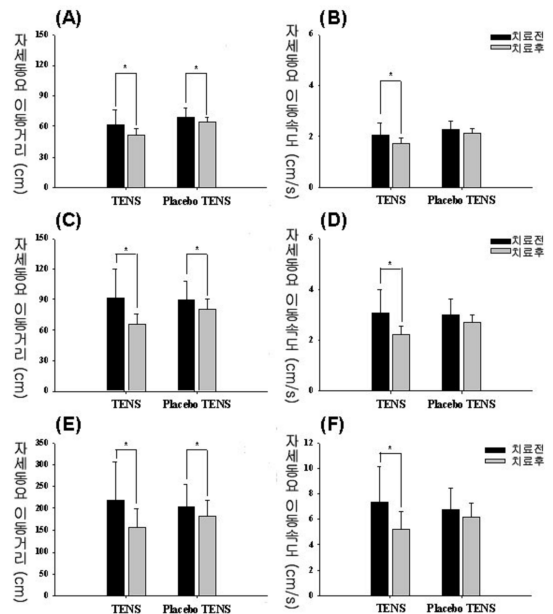 (A)
자세동요 이동거리 (cm)
150
120
90
60
30
0
*
*
TENS
Placebo TENS
(B)
자세동요 이동속도 (cm/s)
6
4
2
0
*
치료전
치료후
TENS
Placebo TENS
(C)
자세동요 이동거리 (cm)
150
120
90
60
30
0
*
*
TENS
Placebo TENS
(D)
자세동요 이동속도 (cm/s)
6
4
2
0
*
치료전
치료후
TENS
Placebo TENS
(E)
자세동요 이동거리 (cm)
350
300
250
200
150
100
50
0
*
*
TENS
Placebo TENS
(F)
자세동여 이동속도 (cm/s)
12
10
8
6
4
2
0
*
치료전
치료후
TENS
Placebo TENS